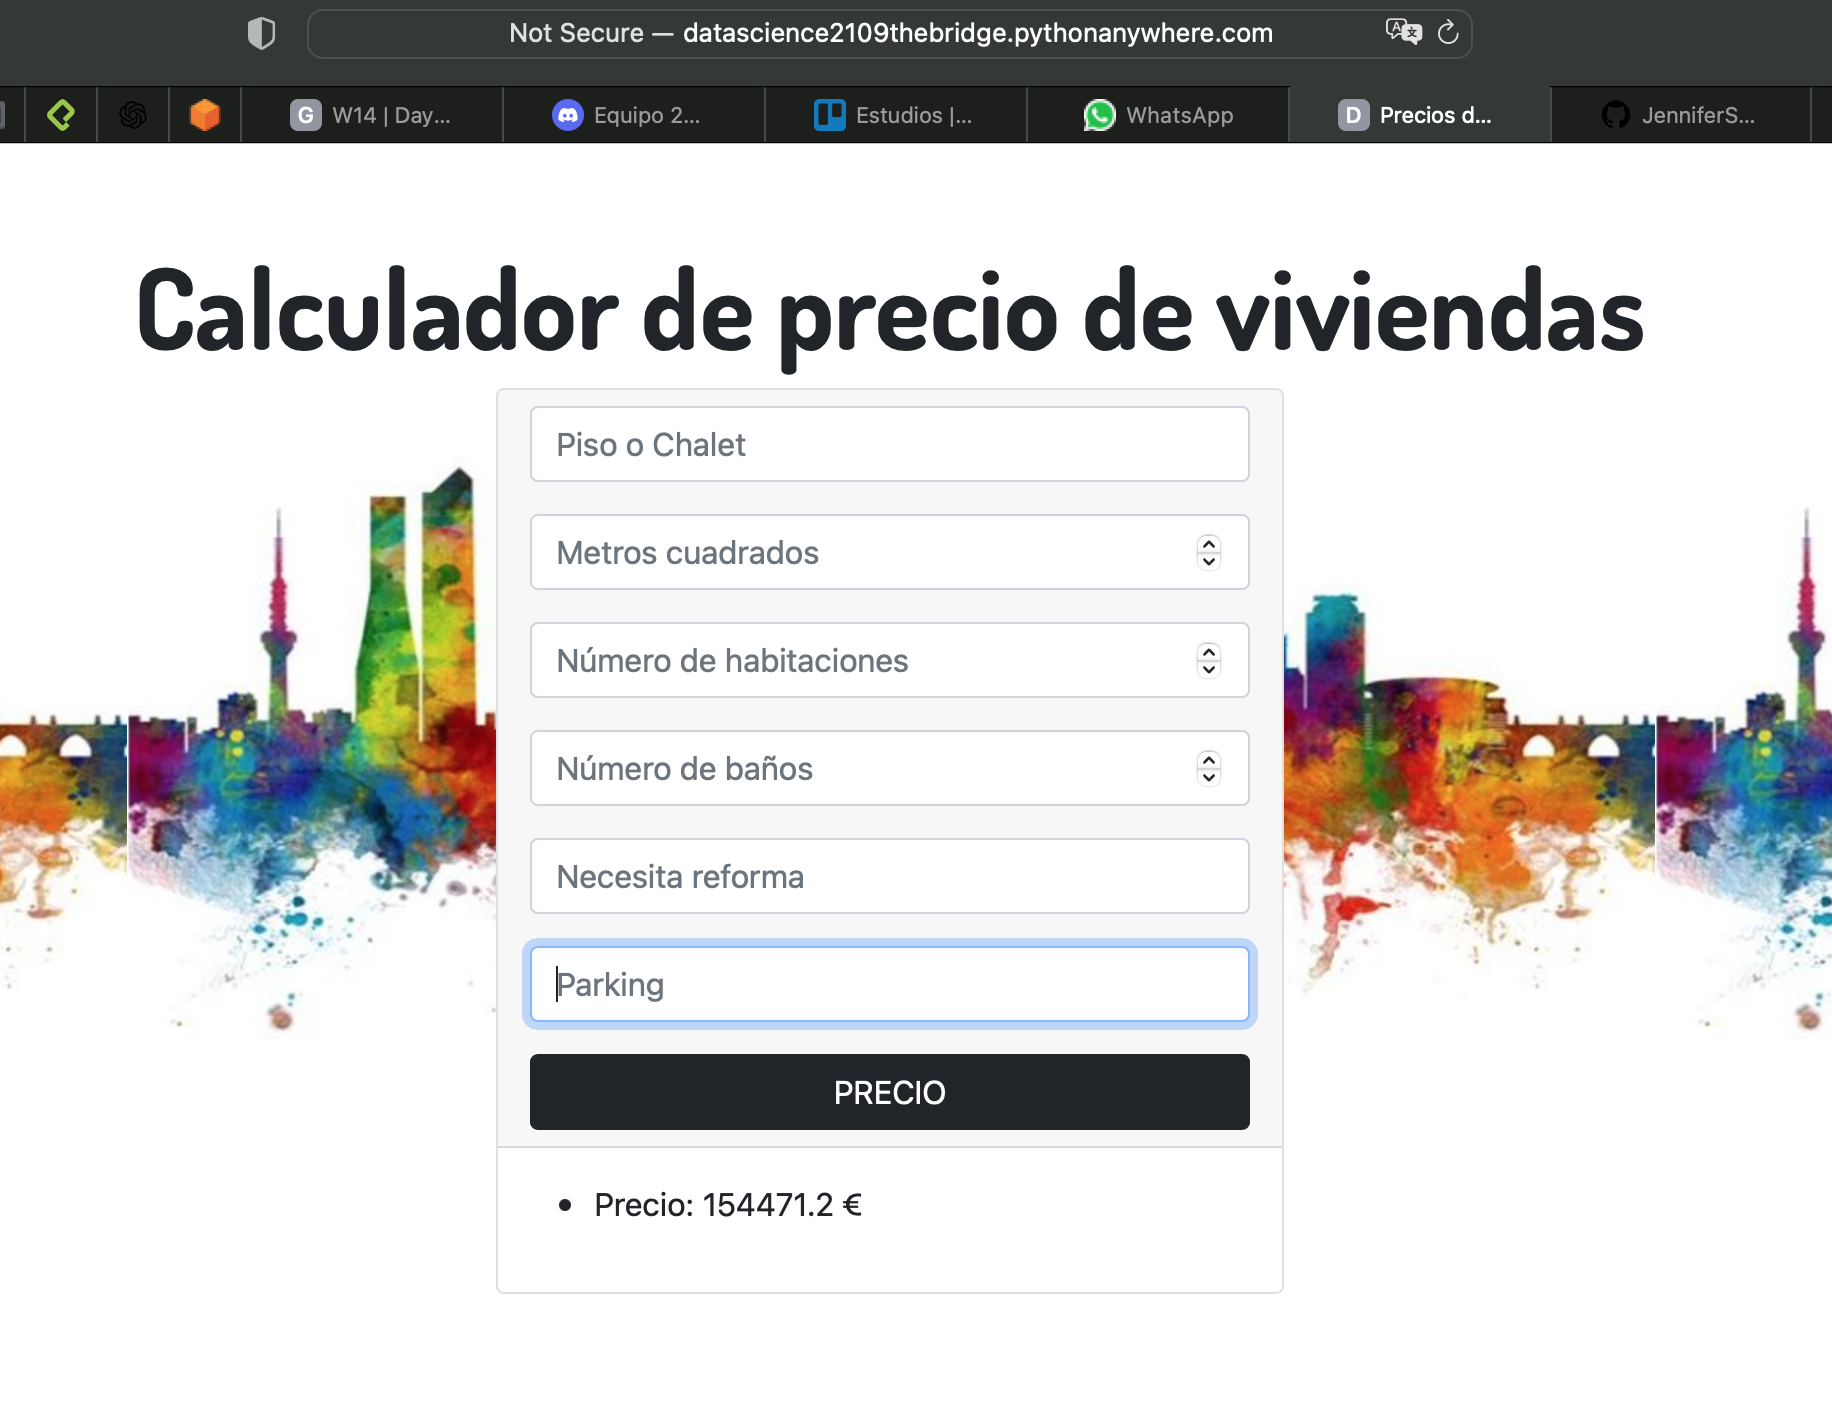 Not Secure — datascience2109thebridge.pythonanywhere.com
G W14 | Day...
Equipo 2...
Estudios |...
WhatsApp
D Precios d...
JenniferS...
Calculador de precio de viviendas
Piso o Chalet
Metros cuadrados
Número de habitaciones
Número de baños
Necesita reforma
Parking
PRECIO
• Precio: 154471.2 €